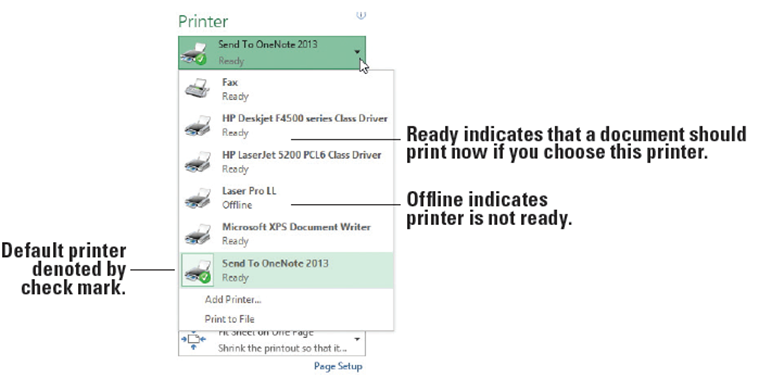 Printer
Send To OneNote 2013
Ready
Fax
Ready
HP Deskjet F4500 series Class Driver
Ready
HP LaserJet 5200 PCL6 Class Driver
Ready
Laser Pro LL
Offline
Microsoft XPS Document Writer
Ready
Send To OneNote 2013
Ready
Add Printer...
Print to File
Fit Sheet on One Page
Shrink the printout so that it...
Page Setup
Ready indicates that a document should
print now if you choose this printer.
Offline indicates
printer is not ready.
Default printer
denoted by
check mark.